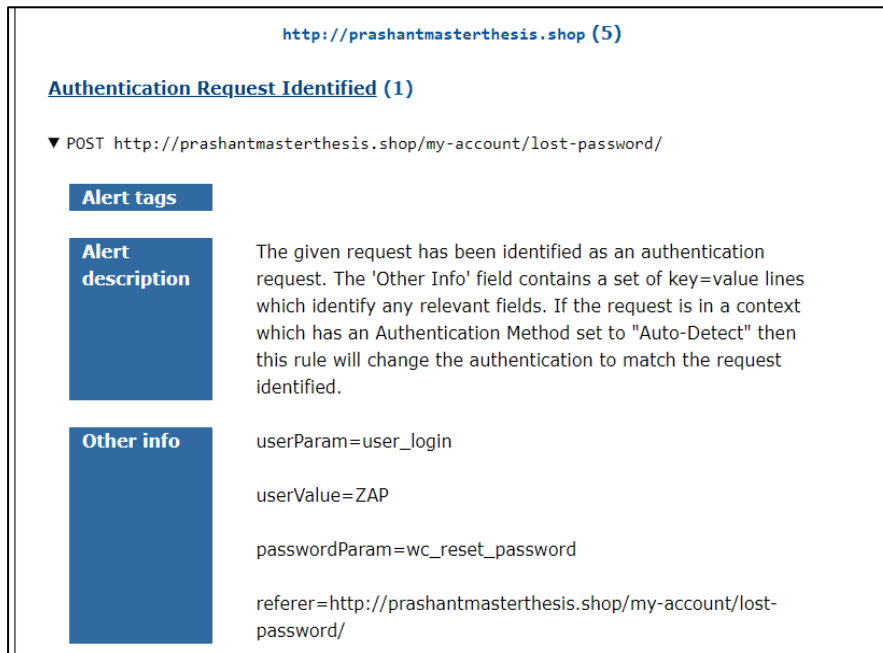 http://prashantmasterthesis.shop (5)
Authentication Request Identified (1)
▼ POST http://prashantmasterthesis.shop/my-account/lost-password/
Alert tags
Alert
description
The given request has been identified as an authentication
request. The 'Other Info' field contains a set of key=value lines
which identify any relevant fields. If the request is in a context
which has an Authentication Method set to "Auto-Detect" then
this rule will change the authentication to match the request
identified.
Other info
userParam=user_login
userValue=ZAP
passwordParam=wc_reset_password
referer=http://prashantmasterthesis.shop/my-account/lost-
password/